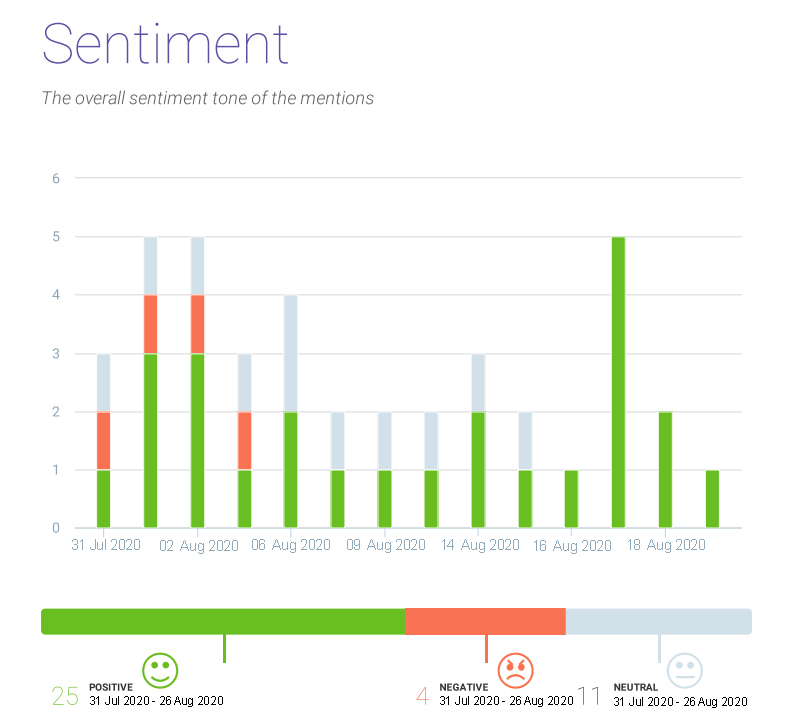 Sentiment
The overall sentiment tone of the mentions
6
5
4
3
2
1
0
31 Jul 2020 02 Aug 2020 06 Aug 2020 09 Aug 2020 14 Aug 2020 16 Aug 2020 18 Aug 2020
25 POSITIVE 4 NEGATIVE 11 NEUTRAL
31 Jul 2020 - 26 Aug 2020 31 Jul 2020 - 26 Aug 2020 31 Jul 2020 - 26 Aug 2020